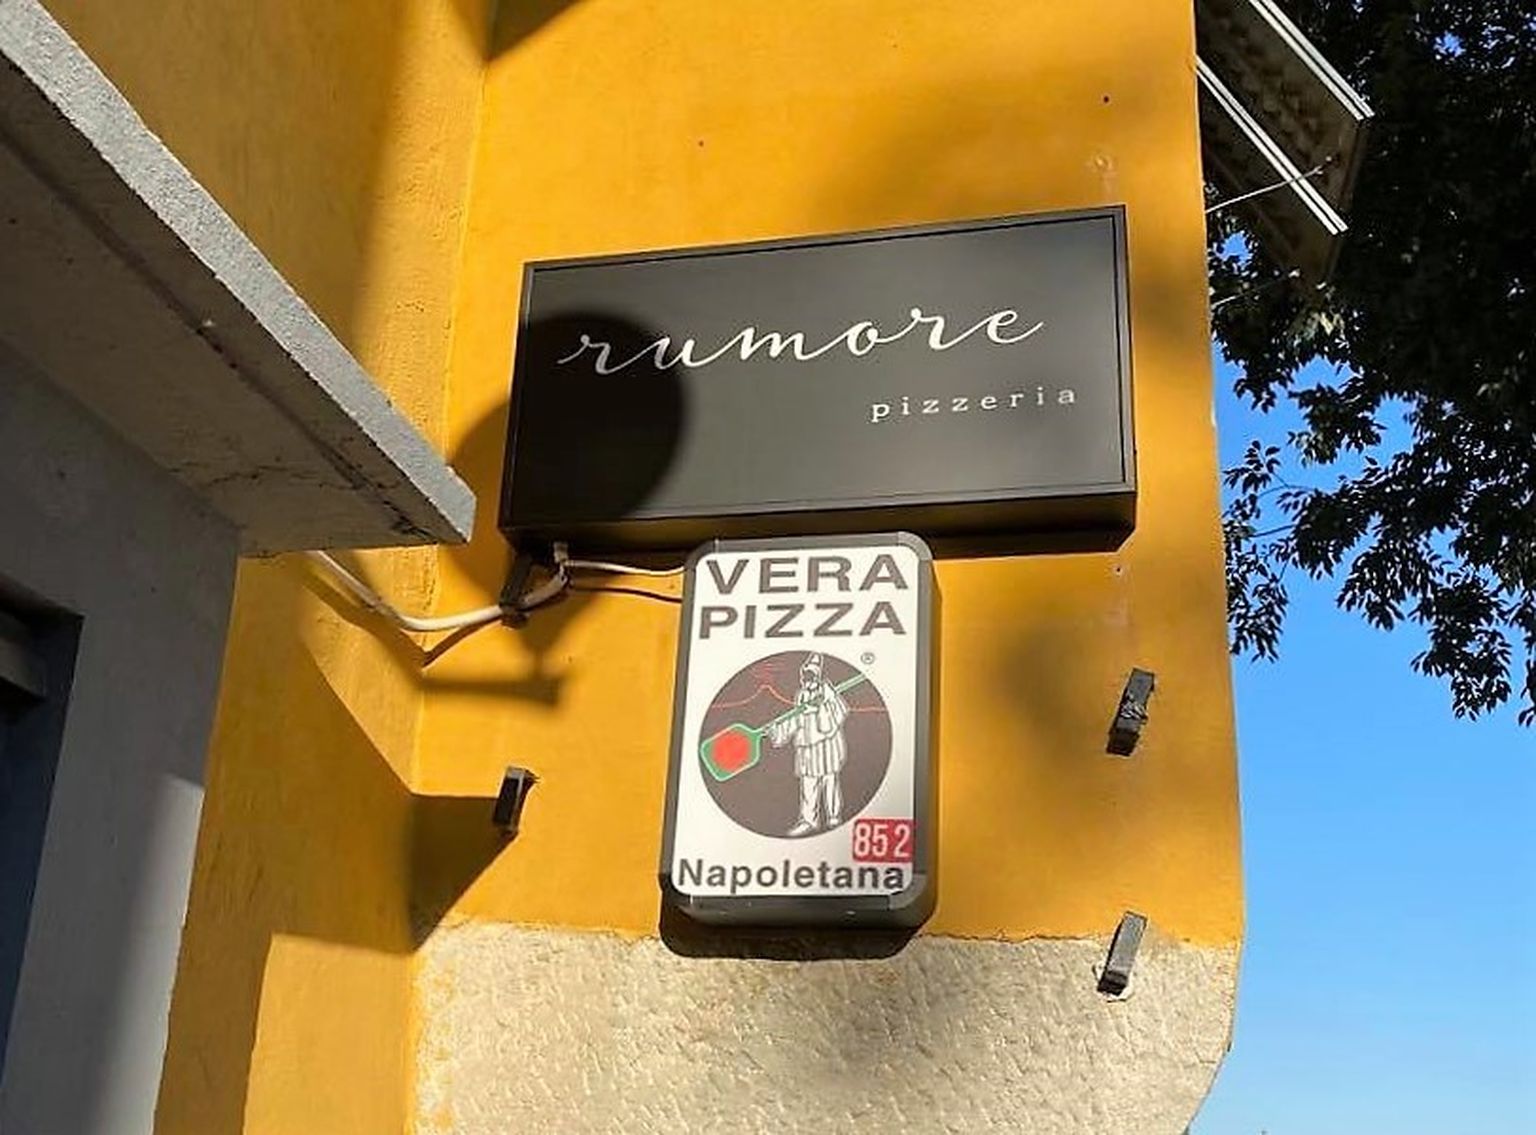 rumore
pizzeria
VERA
PIZZA
®
852
Napoletana